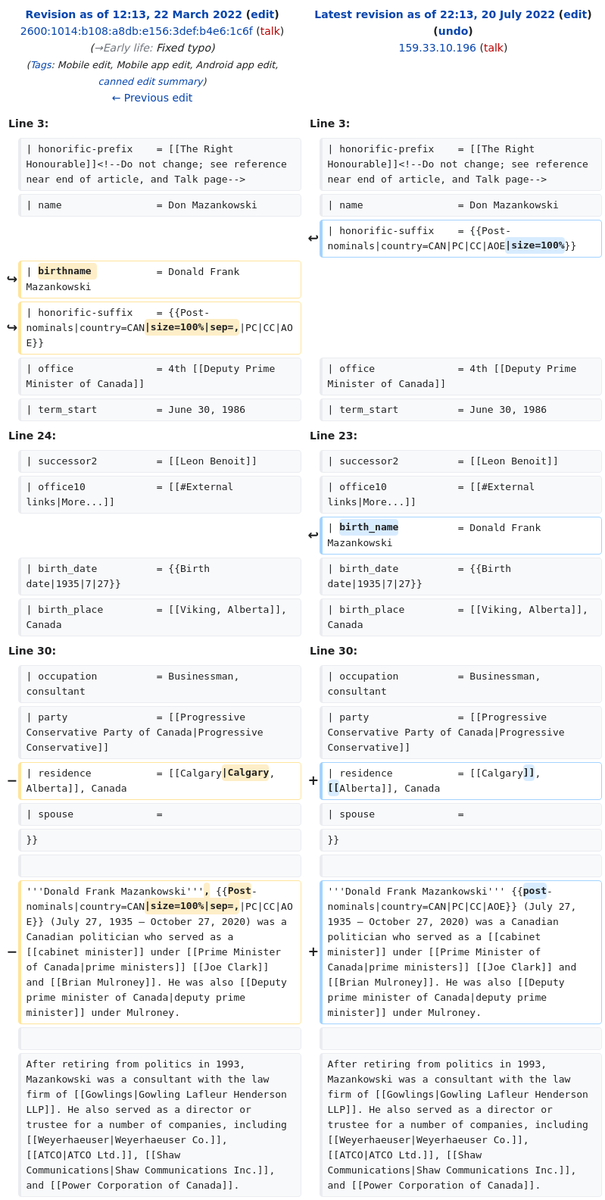 Revision as of 12:13, 22 March 2022 (edit)
2600:1014:b108:a8db:e156:3def:b4e6:1c6f (talk)
(→Early life: Fixed typo)
(Tags: Mobile edit, Mobile app edit, Android app edit,
canned edit summary)
← Previous edit
Latest revision as of 22:13, 20 July 2022 (edit)
(undo)
159.33.10.196 (talk)
Line 3:
Line 3:
| honorific-prefix    = [[The Right
Honourable]]<!--Do not change; see reference
near end of article, and Talk page-->
| honorific-prefix    = [[The Right
Honourable]]<!--Do not change; see reference
near end of article, and Talk page-->
| name                = Don Mazankowski
| name                = Don Mazankowski
| honorific-suffix    = {{Post-
nominals|country=CAN|PC|CC|AOE|size=100%}}
| birthname           = Donald Frank
Mazankowski
| honorific-suffix    = {{Post-
nominals|country=CAN|size=100%|sep=,|PC|CC|AO
E}}
| office              = 4th [[Deputy Prime
Minister of Canada]]
| office              = 4th [[Deputy Prime
Minister of Canada]]
| term_start          = June 30, 1986
| term_start          = June 30, 1986
Line 24:
Line 23:
| successor2          = [[Leon Benoit]]
| successor2          = [[Leon Benoit]]
| office10            = [[#External
links|More...]]
| office10            = [[#External
links|More...]]
| birth_name          = Donald Frank
Mazankowski
| birth_date          = {{Birth
date|1935|7|27}}
| birth_date          = {{Birth
date|1935|7|27}}
| birth_place         = [[Viking, Alberta]],
Canada
| birth_place         = [[Viking, Alberta]],
Canada
Line 30:
Line 30:
| occupation          = Businessman,
consultant
| occupation          = Businessman,
consultant
| party               = [[Progressive
Conservative Party of Canada|Progressive
Conservative]]
| party               = [[Progressive
Conservative Party of Canada|Progressive
Conservative]]
− | residence           = [[Calgary|Calgary,
Alberta]], Canada
+ | residence           = [[Calgary]],
[[Alberta]], Canada
| spouse              =
| spouse              =
}}
}}
− '''Donald Frank Mazankowski''', {{Post-
nominals|country=CAN|size=100%|sep=,|PC|CC|AO
E}} (July 27, 1935 – October 27, 2020) was a
Canadian politician who served as a
[[cabinet minister]] under [[Prime Minister
of Canada|prime ministers]] [[Joe Clark]]
and [[Brian Mulroney]]. He was also [[Deputy
prime minister of Canada|deputy prime
minister]] under Mulroney.
+ '''Donald Frank Mazankowski''' {{post-
nominals|country=CAN|PC|CC|AOE}} (July 27,
1935 – October 27, 2020) was a Canadian
politician who served as a [[cabinet
minister]] under [[Prime Minister of
Canada|prime ministers]] [[Joe Clark]] and
[[Brian Mulroney]]. He was also [[Deputy
prime minister of Canada|deputy prime
minister]] under Mulroney.
After retiring from politics in 1993,
Mazankowski was a consultant with the law
firm of [[Gowlings|Gowling Lafleur Henderson
LLP]]. He also served as a director or
trustee for a number of companies, including
[[Weyerhaeuser|Weyerhaeuser Co.]],
[[ATCO|ATCO Ltd.]], [[Shaw
Communications|Shaw Communications Inc.]],
and [[Power Corporation of Canada]].
After retiring from politics in 1993,
Mazankowski was a consultant with the law
firm of [[Gowlings|Gowling Lafleur Henderson
LLP]]. He also served as a director or
trustee for a number of companies, including
[[Weyerhaeuser|Weyerhaeuser Co.]],
[[ATCO|ATCO Ltd.]], [[Shaw
Communications|Shaw Communications Inc.]],
and [[Power Corporation of Canada]].